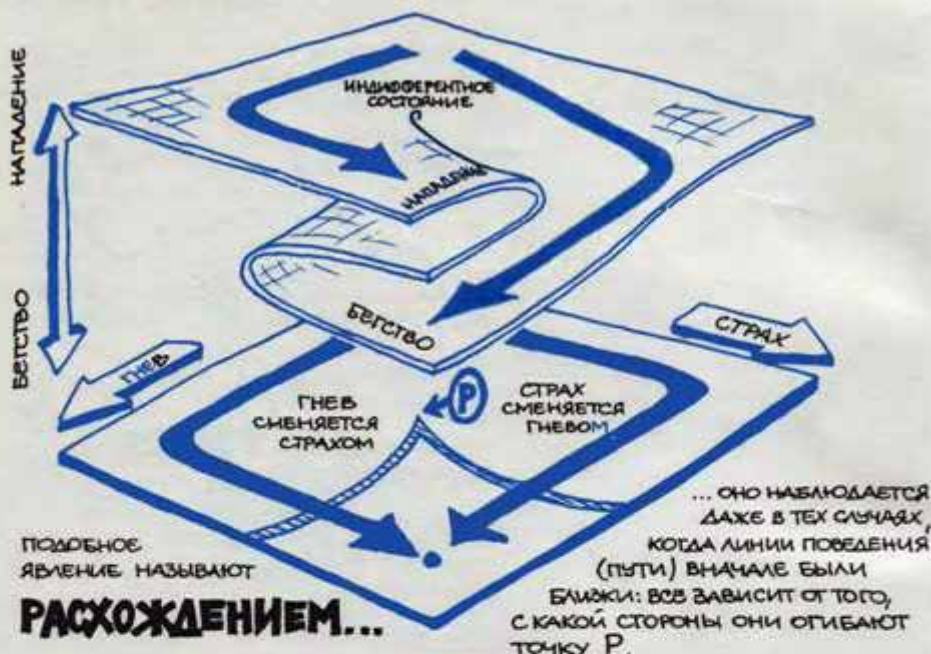 НАПАДЕНИЕ
БЕГСТВО
ИНДИФФЕРЕНТНОЕ
СОСТОЯНИЕ
НАПАДЕНИЕ
БЕГСТВО
ГНЕВ
СТРАХ
ГНЕВ
СМЕНЯЕТСЯ
СТРАХОМ
P
СТРАХ
СМЕНЯЕТСЯ
ГНЕВОМ
ПОДОБНОЕ
ЯВЛЕНИЕ НАЗЫВАЮТ
РАСХОЖДЕНИЕМ...
... ОНО НАБЛЮДАЕТСЯ
ДАЖЕ В ТЕХ СЛУЧАЯХ,
КОГДА ЛИНИИ ПОВЕДЕНИЯ
(ПУТИ) ВНАЧАЛЕ БЫЛИ
БЛИЗКИ: ВСЕ ЗАВИСИТ ОТ ТОГО,
С КАКОЙ СТОРОНЫ ОНИ ОГИБАЮТ
ТОЧКУ P.